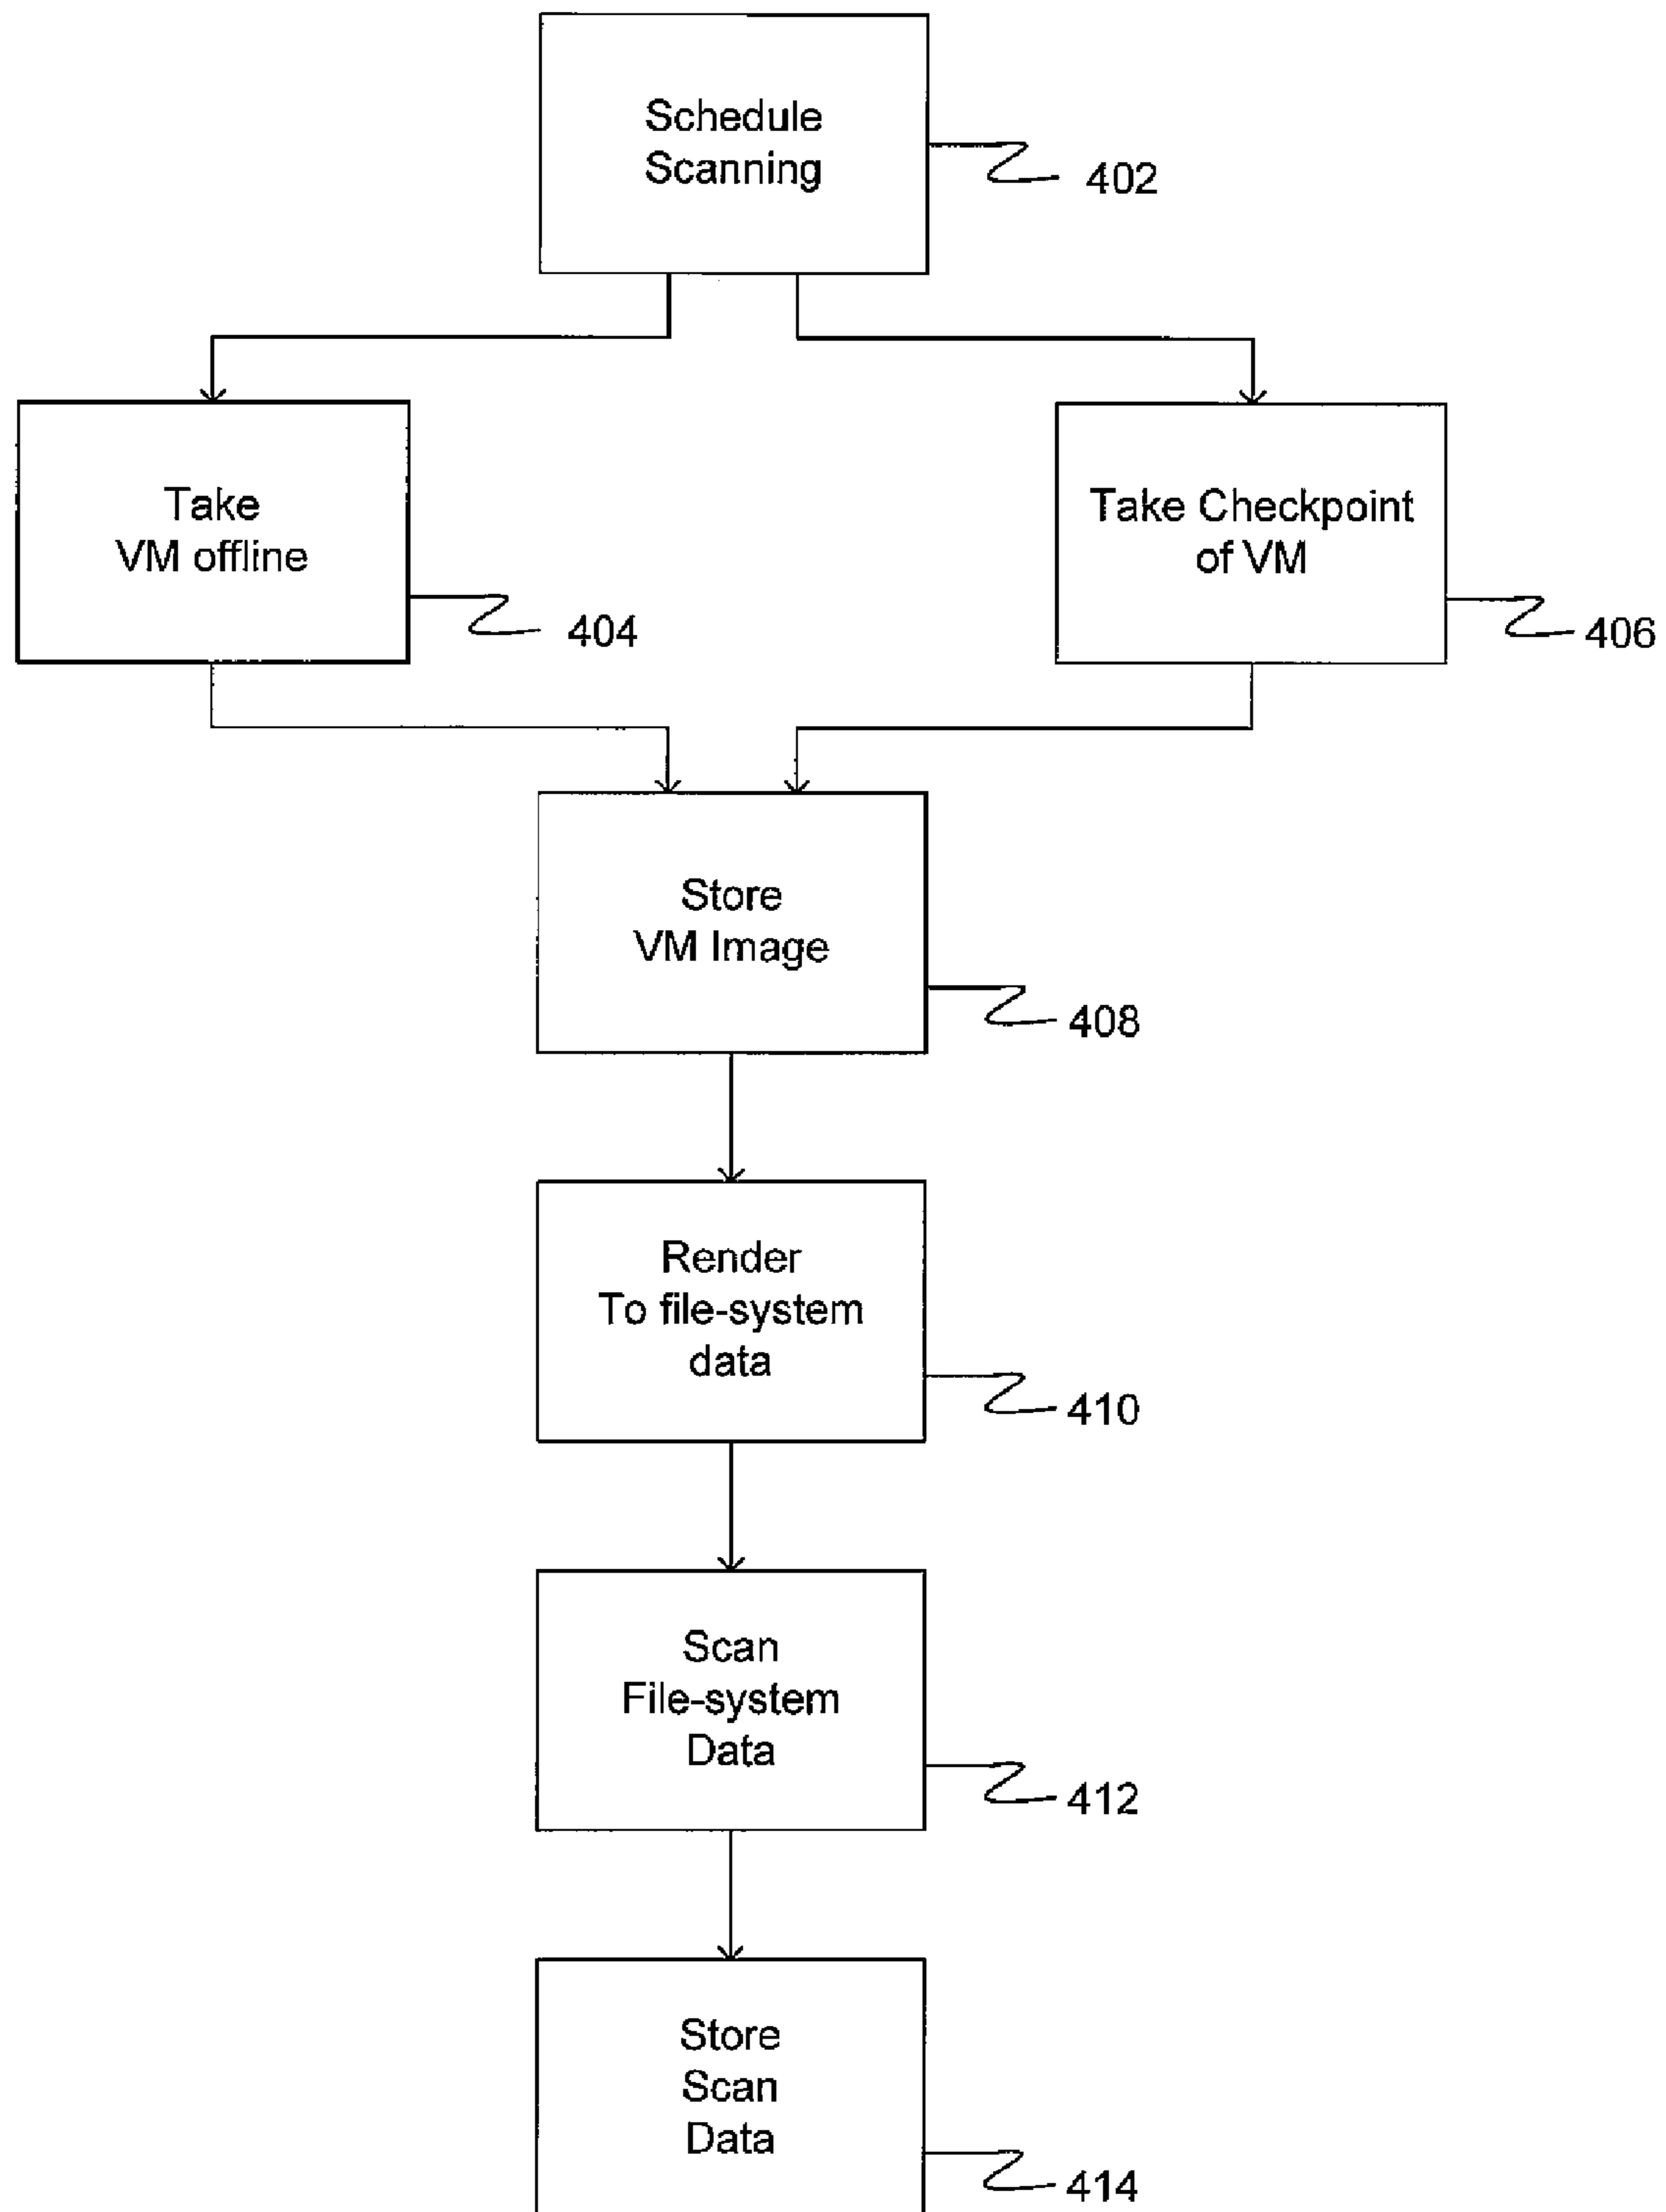 Schedule
Scanning
402
Take
VM offline
404
Take Checkpoint
of VM
406
Store
VM Image
408
Render
To file-system
data
410
Scan
File-system
Data
412
Store
Scan
Data
414